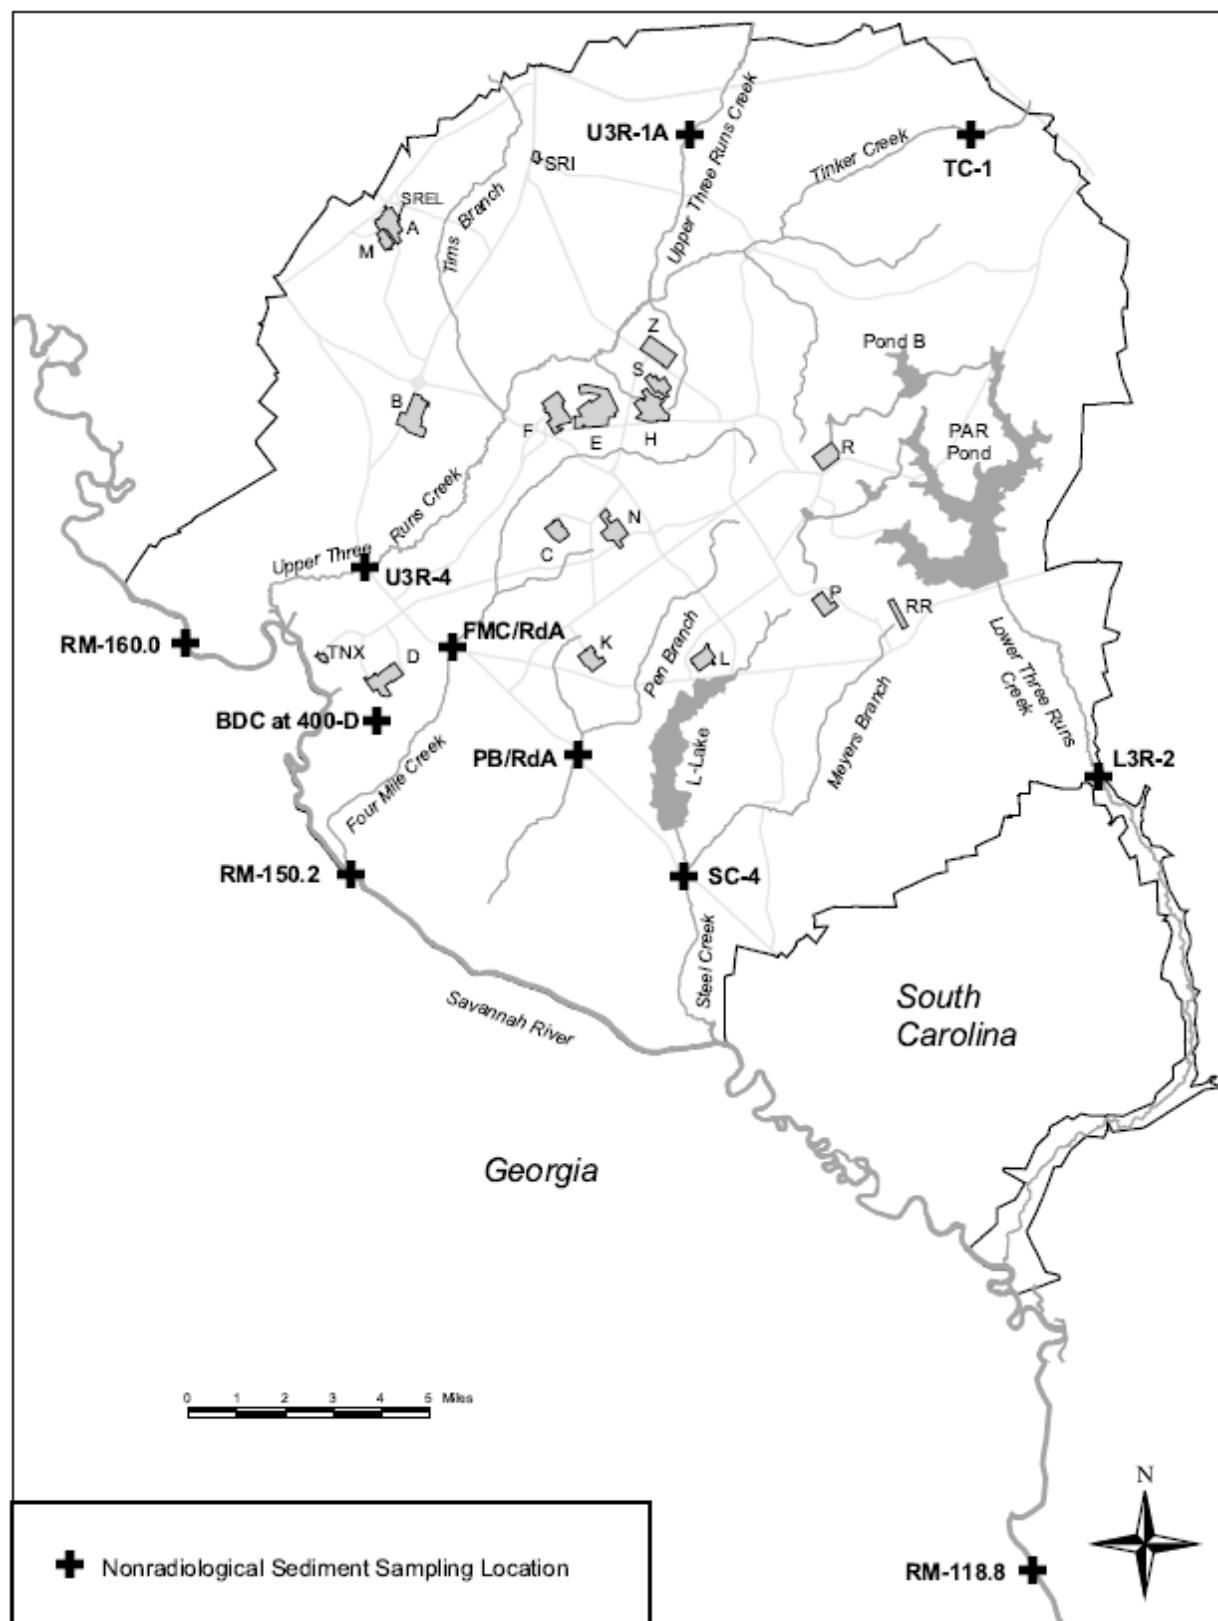 U3R-1A
Upper Three Runs Creek
Tinker Creek
TC-1
SRI
SREL
A
M
Tims Branch
Z
S
Pond B
B
F
E
H
PAR
Pond
R
Runs Creek
N
C
Upper Three
U3R-4
P
RR
RM-160.0
FMC/RdA
TNX
D
K
Pen Branch
L
Lower Three Runs
Creek
BDC at 400-D
PB/RdA
L-Lake
Meyers Branch
L3R-2
Four Mile Creek
RM-150.2
SC-4
Steel Creek
Savannah River
South
Carolina
Georgia
0 1 2 3 4 5 Miles
N
Nonradiological Sediment Sampling Location
RM-118.8